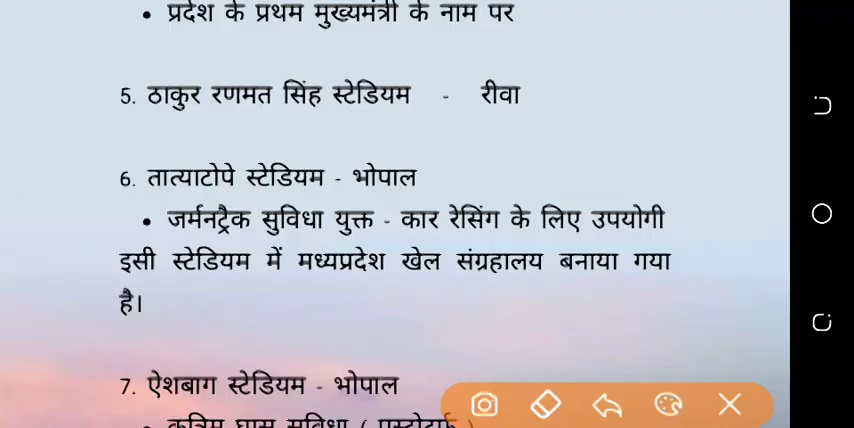 • प्रदेश के प्रथम मुख्यमंत्री के नाम पर
5. ठाकुर रणमत सिंह स्टेडियम - रीवा
6. तात्याटोपे स्टेडियम - भोपाल
• जर्मनट्रैक सुविधा युक्त - कार रेसिंग के लिए उपयोगी
इसी स्टेडियम में मध्यप्रदेश खेल संग्रहालय बनाया गया
है।
7. ऐशबाग स्टेडियम - भोपाल
• कृत्रिम घास सुविधा (